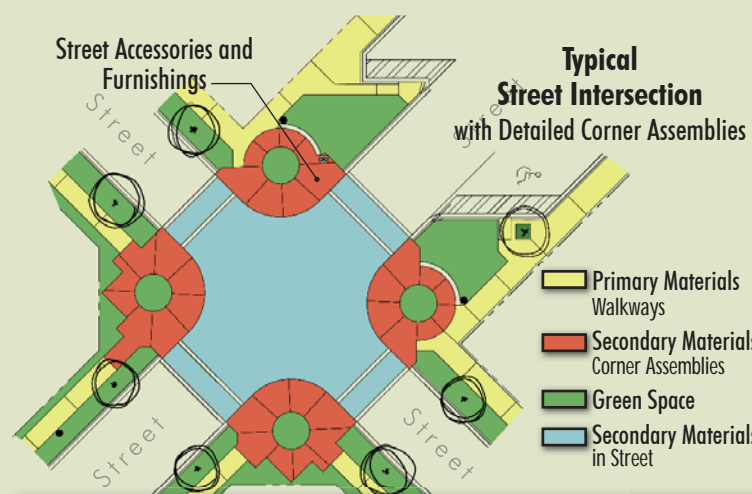 Street Accessories and
Furnishings
Typical
Street Intersection
with Detailed Corner Assemblies
Street
Street
Street
Street
Primary Materials
Walkways
Secondary Materials
Corner Assemblies
Green Space
Secondary Materials
in Street